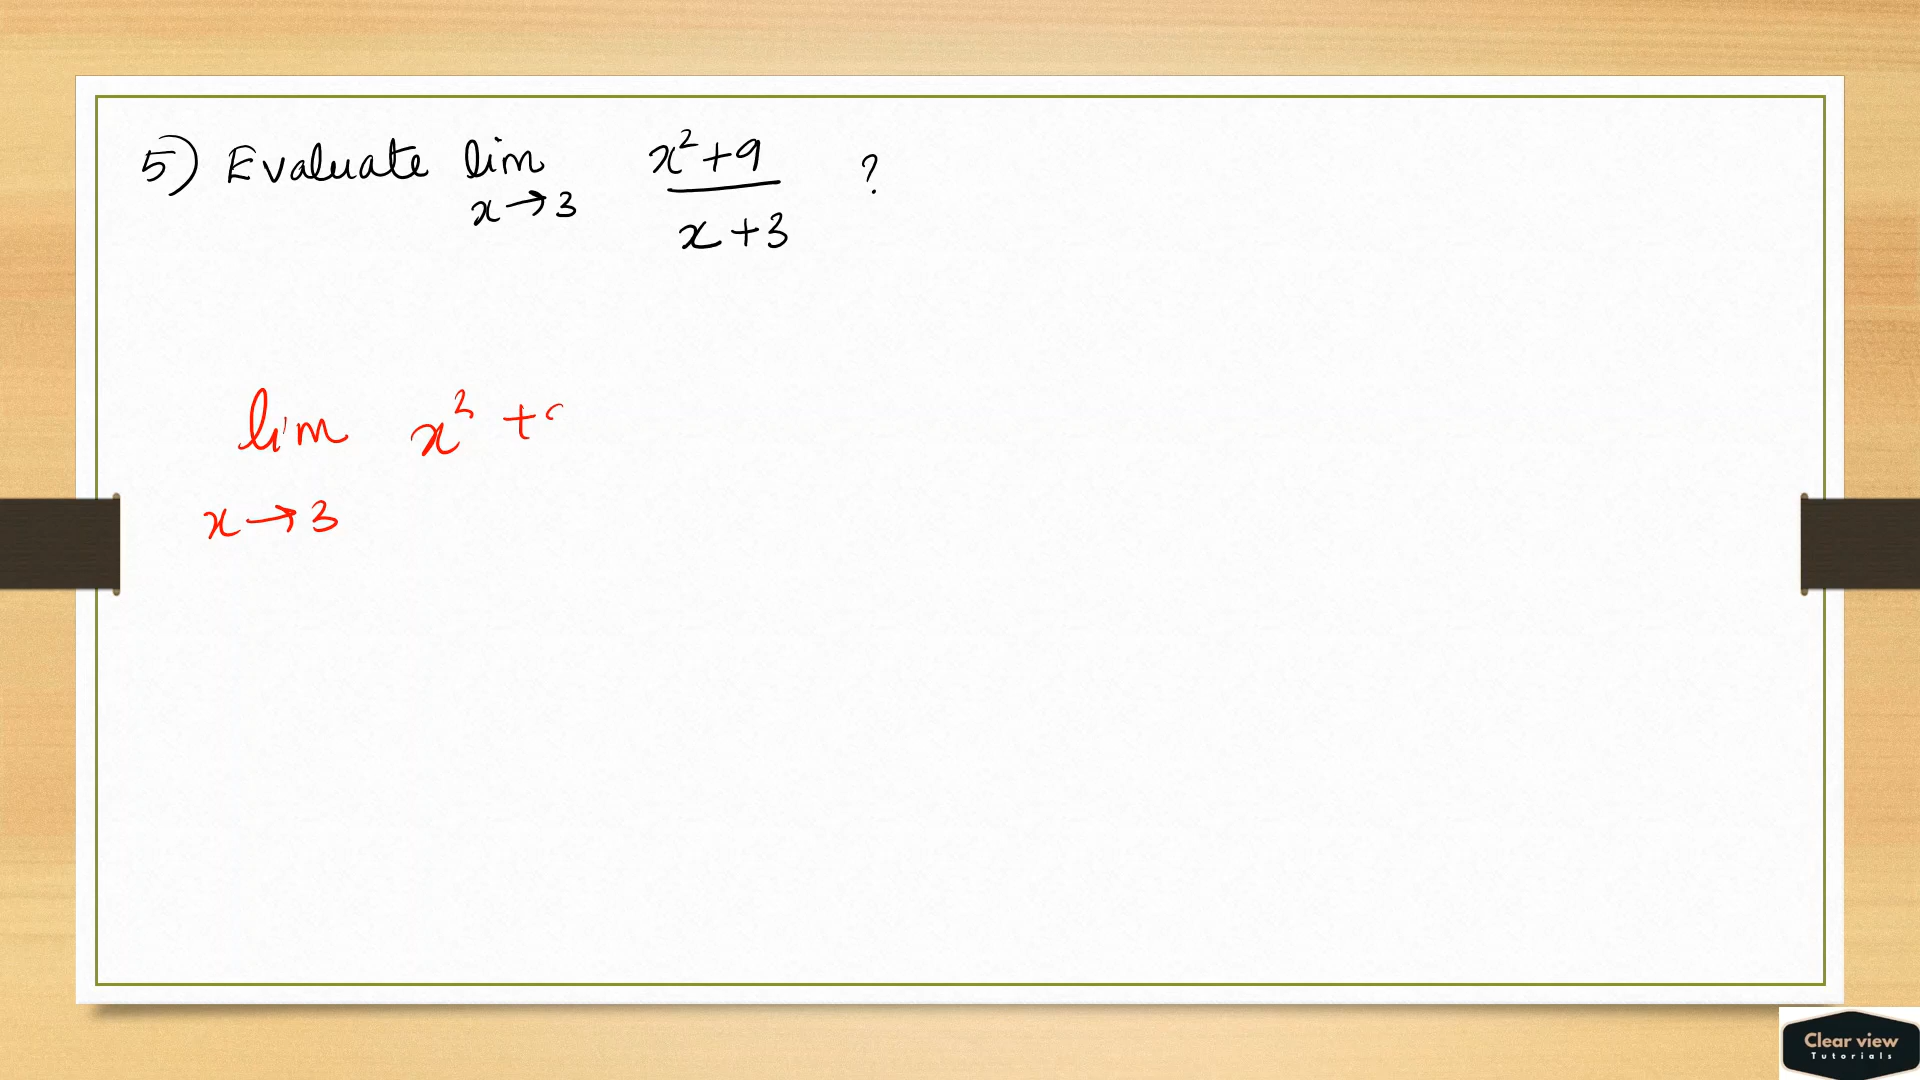 5) Evaluate lim x→3 x²+9 / x+3 ?
lim x² +
x→3
Clear view
Tutorials